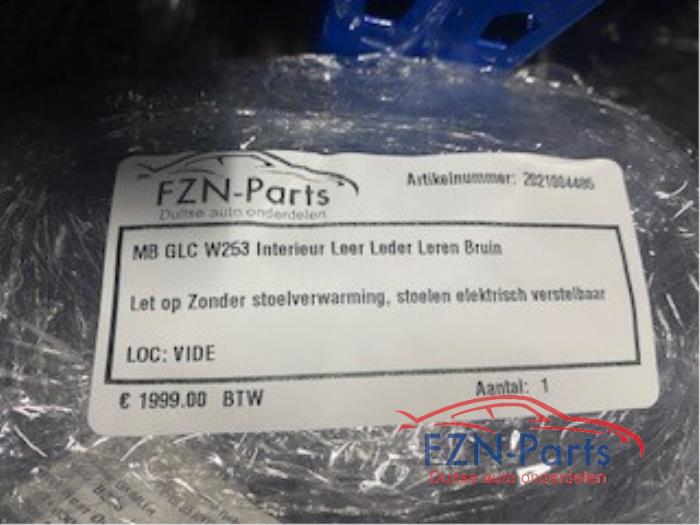 FZN-Parts
Duitse auto onderdelen
Artikelnummer: 2021004485
MB GLC W253 Interieur Leer Leder Leren Bruin
Let op Zonder stoelverwarming, stoelen elektrisch verstelbaar
LOC: VIDE
€ 1999.00 BTW
Aantal: 1
FZN-Parts
Duitse auto onderdelen